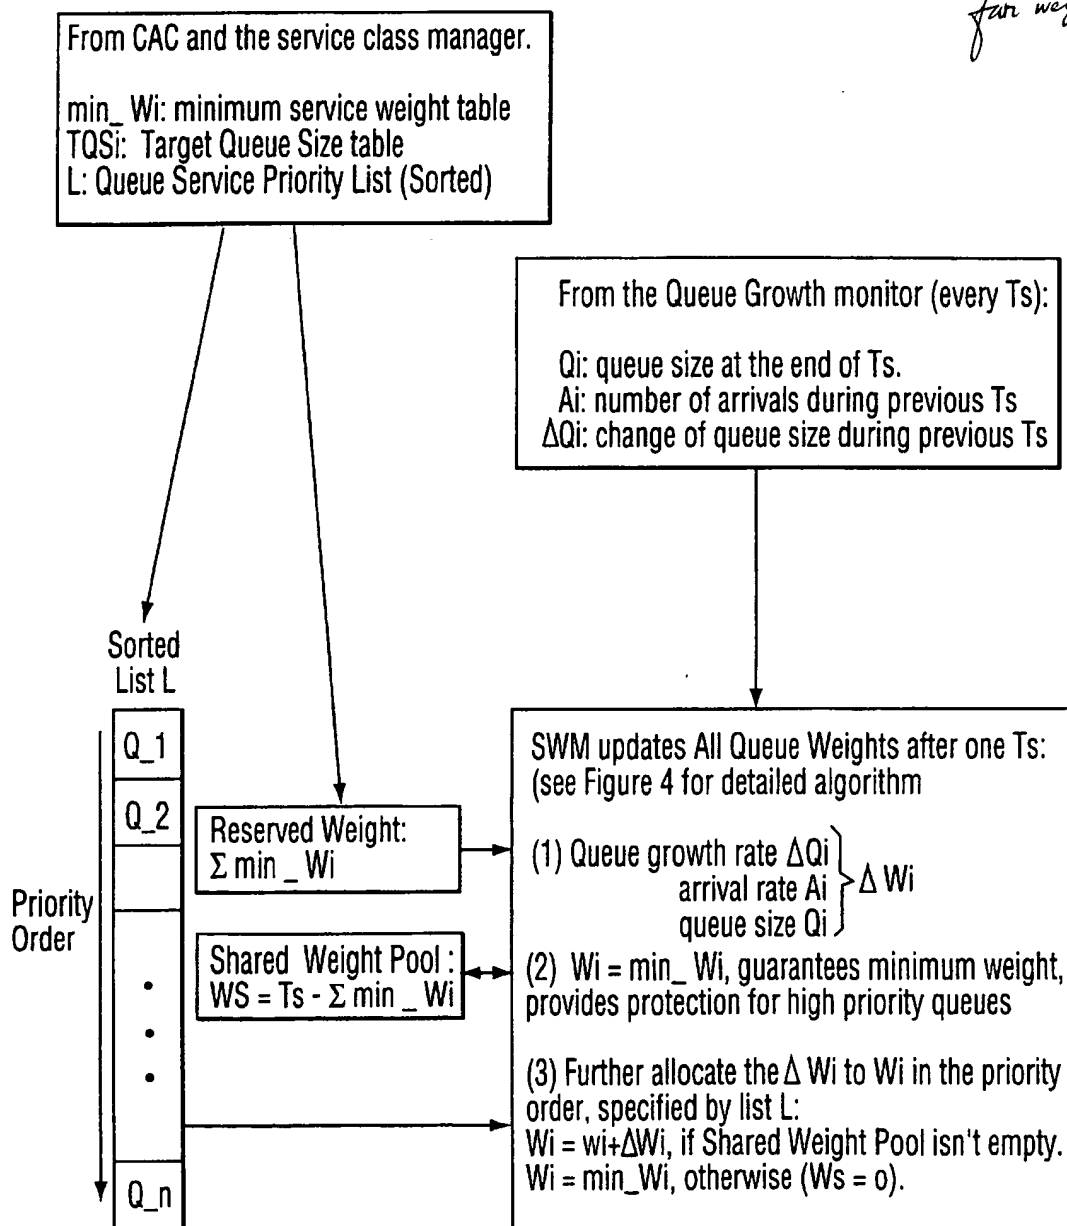 From CAC and the service class manager.
min_ Wi: minimum service weight table
TQSi: Target Queue Size table
L: Queue Service Priority List (Sorted)
From the Queue Growth monitor (every Ts):
Qi: queue size at the end of Ts.
Ai: number of arrivals during previous Ts
ΔQi: change of queue size during previous Ts
Sorted
List L
Q_1
Q_2
Q_n
Priority
Order
Reserved Weight:
Σ min _ Wi
Shared Weight Pool :
WS = Ts - Σ min _ Wi
SWM updates All Queue Weights after one Ts:
(see Figure 4 for detailed algorithm
(1) Queue growth rate ΔQi
arrival rate Ai
queue size Qi
Δ Wi
(2) Wi = min_ Wi, guarantees minimum weight,
provides protection for high priority queues
(3) Further allocate the Δ Wi to Wi in the priority
order, specified by list L:
Wi = wi+ΔWi, if Shared Weight Pool isn't empty.
Wi = min_Wi, otherwise (Ws = o).